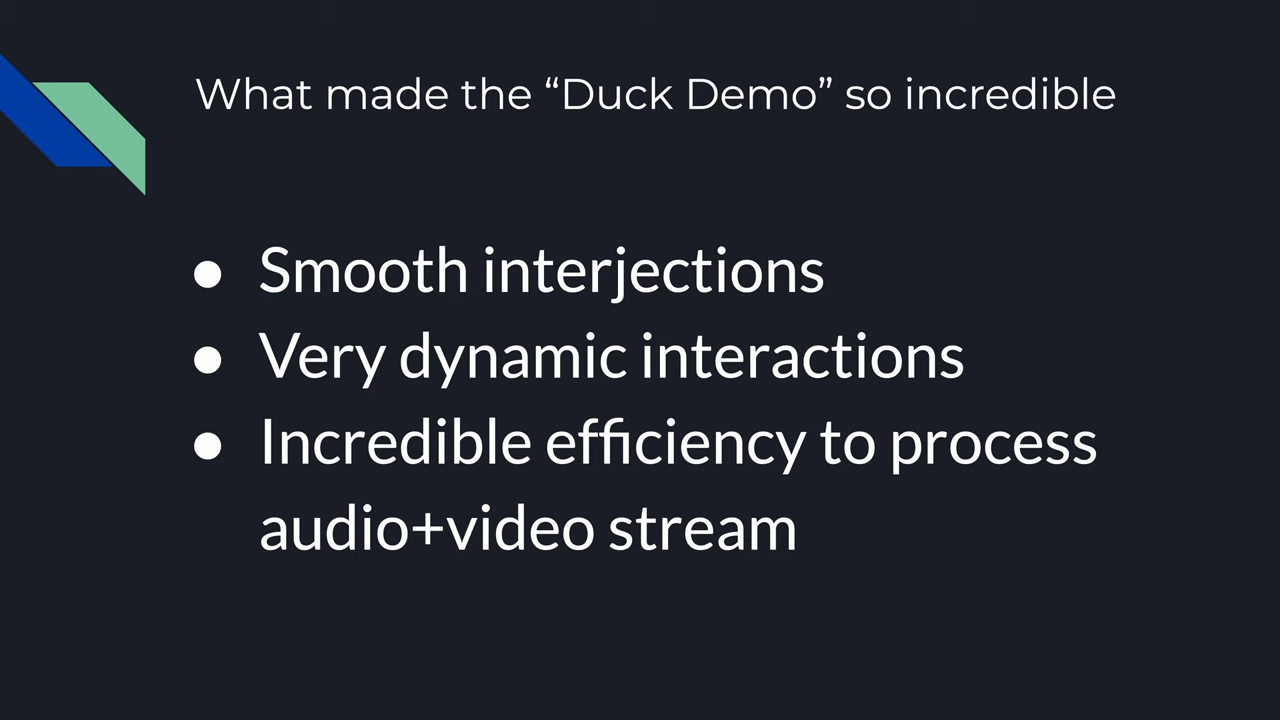 What made the “Duck Demo” so incredible
● Smooth interjections
● Very dynamic interactions
● Incredible efficiency to process
audio+video stream